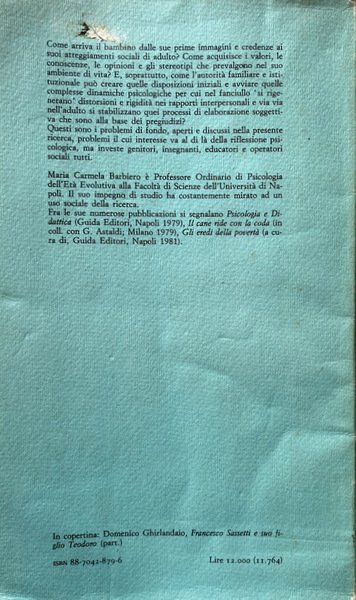 Come arriva il bambino dalle sue prime immagini e credenze ai
suoi atteggiamenti sociali di adulto? Come acquisisce i valori, le
conoscenze, le opinioni e gli stereotipi che prevalgono nel suo
ambiente di vita? E, soprattutto, come l'autorità familiare e isti-
tuzionale può creare quelle disposizioni iniziali e avviare quelle
complesse dinamiche psicologiche per cui nel fanciullo "si rige-
nerano" distorsioni e rigidità nei rapporti interpersonali e via via
nell'adulto si stabilizzano quei processi di elaborazione soggetti-
va che sono alla base dei pregiudizi?
Questi sono i problemi di fondo, aperti e discussi nella presente
ricerca, problemi il cui interesse va al di là della riflessione psi-
cologica, ma investe genitori, insegnanti, educatori e operatori
sociali tutti.
Maria Carmela Barbiero è Professore Ordinario di Psicologia
dell'Età Evolutiva alla Facoltà di Scienze dell'Università di Na-
poli. Il suo impegno di studio ha costantemente mirato ad un
uso sociale della ricerca.
Fra le sue numerose pubblicazioni si segnalano Psicologia e Di-
dattica (Guida Editori, Napoli 1979), Il cane ride con la coda (in
coll. con G. Astaldi; Milano 1979), Gli eredi della povertà (a cu-
ra di, Guida Editori, Napoli 1981).
In copertina: Domenico Ghirlandaio, Francesco Sassetti e suo fi-
glio Teodoro (part.)
ISBN 88-7042-879-6 Lire 12.000 (11.764)